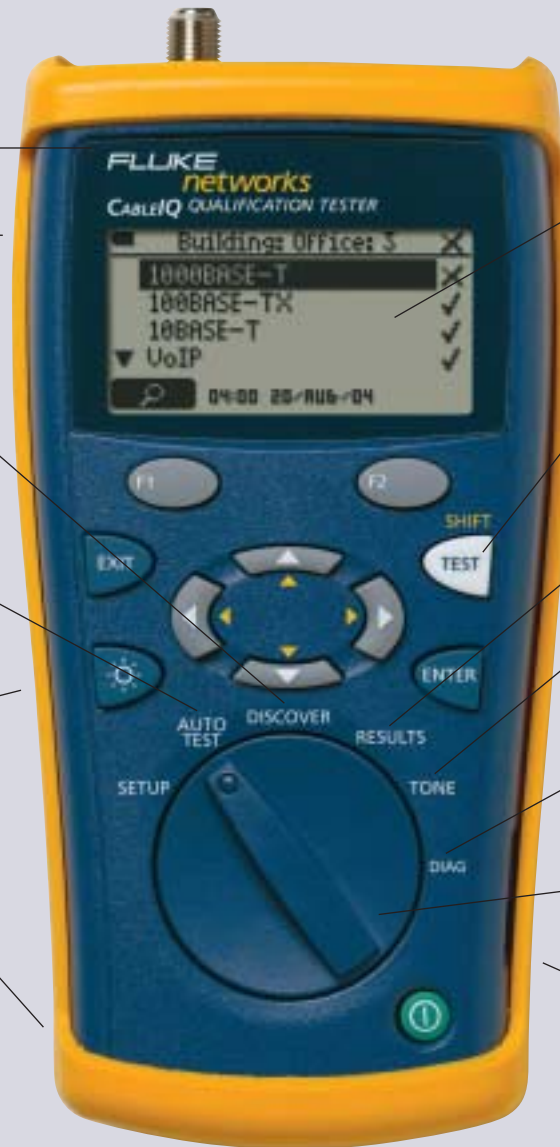 FLUKE
networks
CABLEIQ QUALIFICATION TESTER
Building: Office: 3
1000BASE-T
100BASE-TX
10BASE-T
VoIP
04:00 20/AUG/04
F1 F2
SHIFT
EXIT TEST
ENTER
AUTO TEST
DISCOVER
RESULTS
SETUP
TONE
DIAG